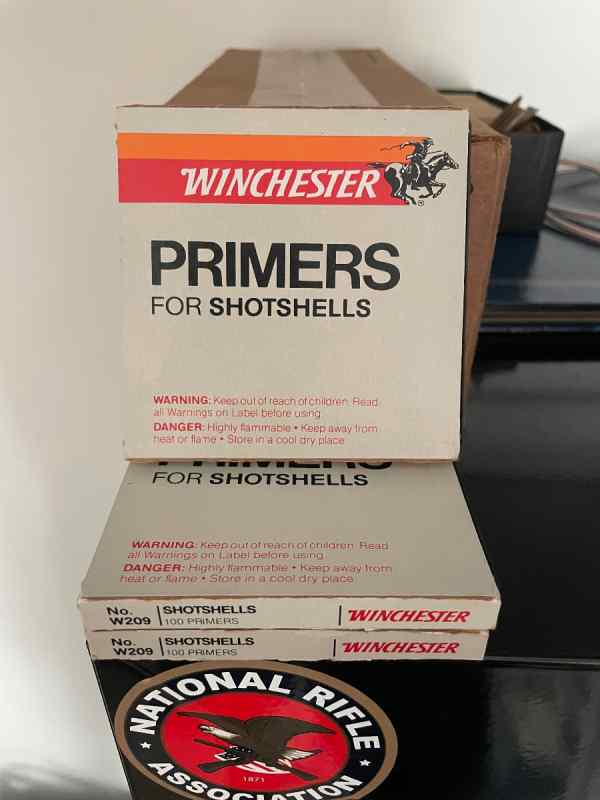 WINCHESTER
®
PRIMERS
FOR SHOTSHELLS
WARNING: Keep out of reach of children. Read
all Warnings on Label before using.
DANGER: Highly flammable • Keep away from
heat or flame • Store in a cool dry place.
PRIMERS
FOR SHOTSHELLS
WARNING: Keep out of reach of children. Read
all Warnings on Label before using.
DANGER: Highly flammable • Keep away from
heat or flame • Store in a cool dry place.
No.
W209
SHOTSHELLS
100 PRIMERS
WINCHESTER
No.
W209
SHOTSHELLS
100 PRIMERS
WINCHESTER
NATIONAL RIFLE
1871
ASSOCIATION